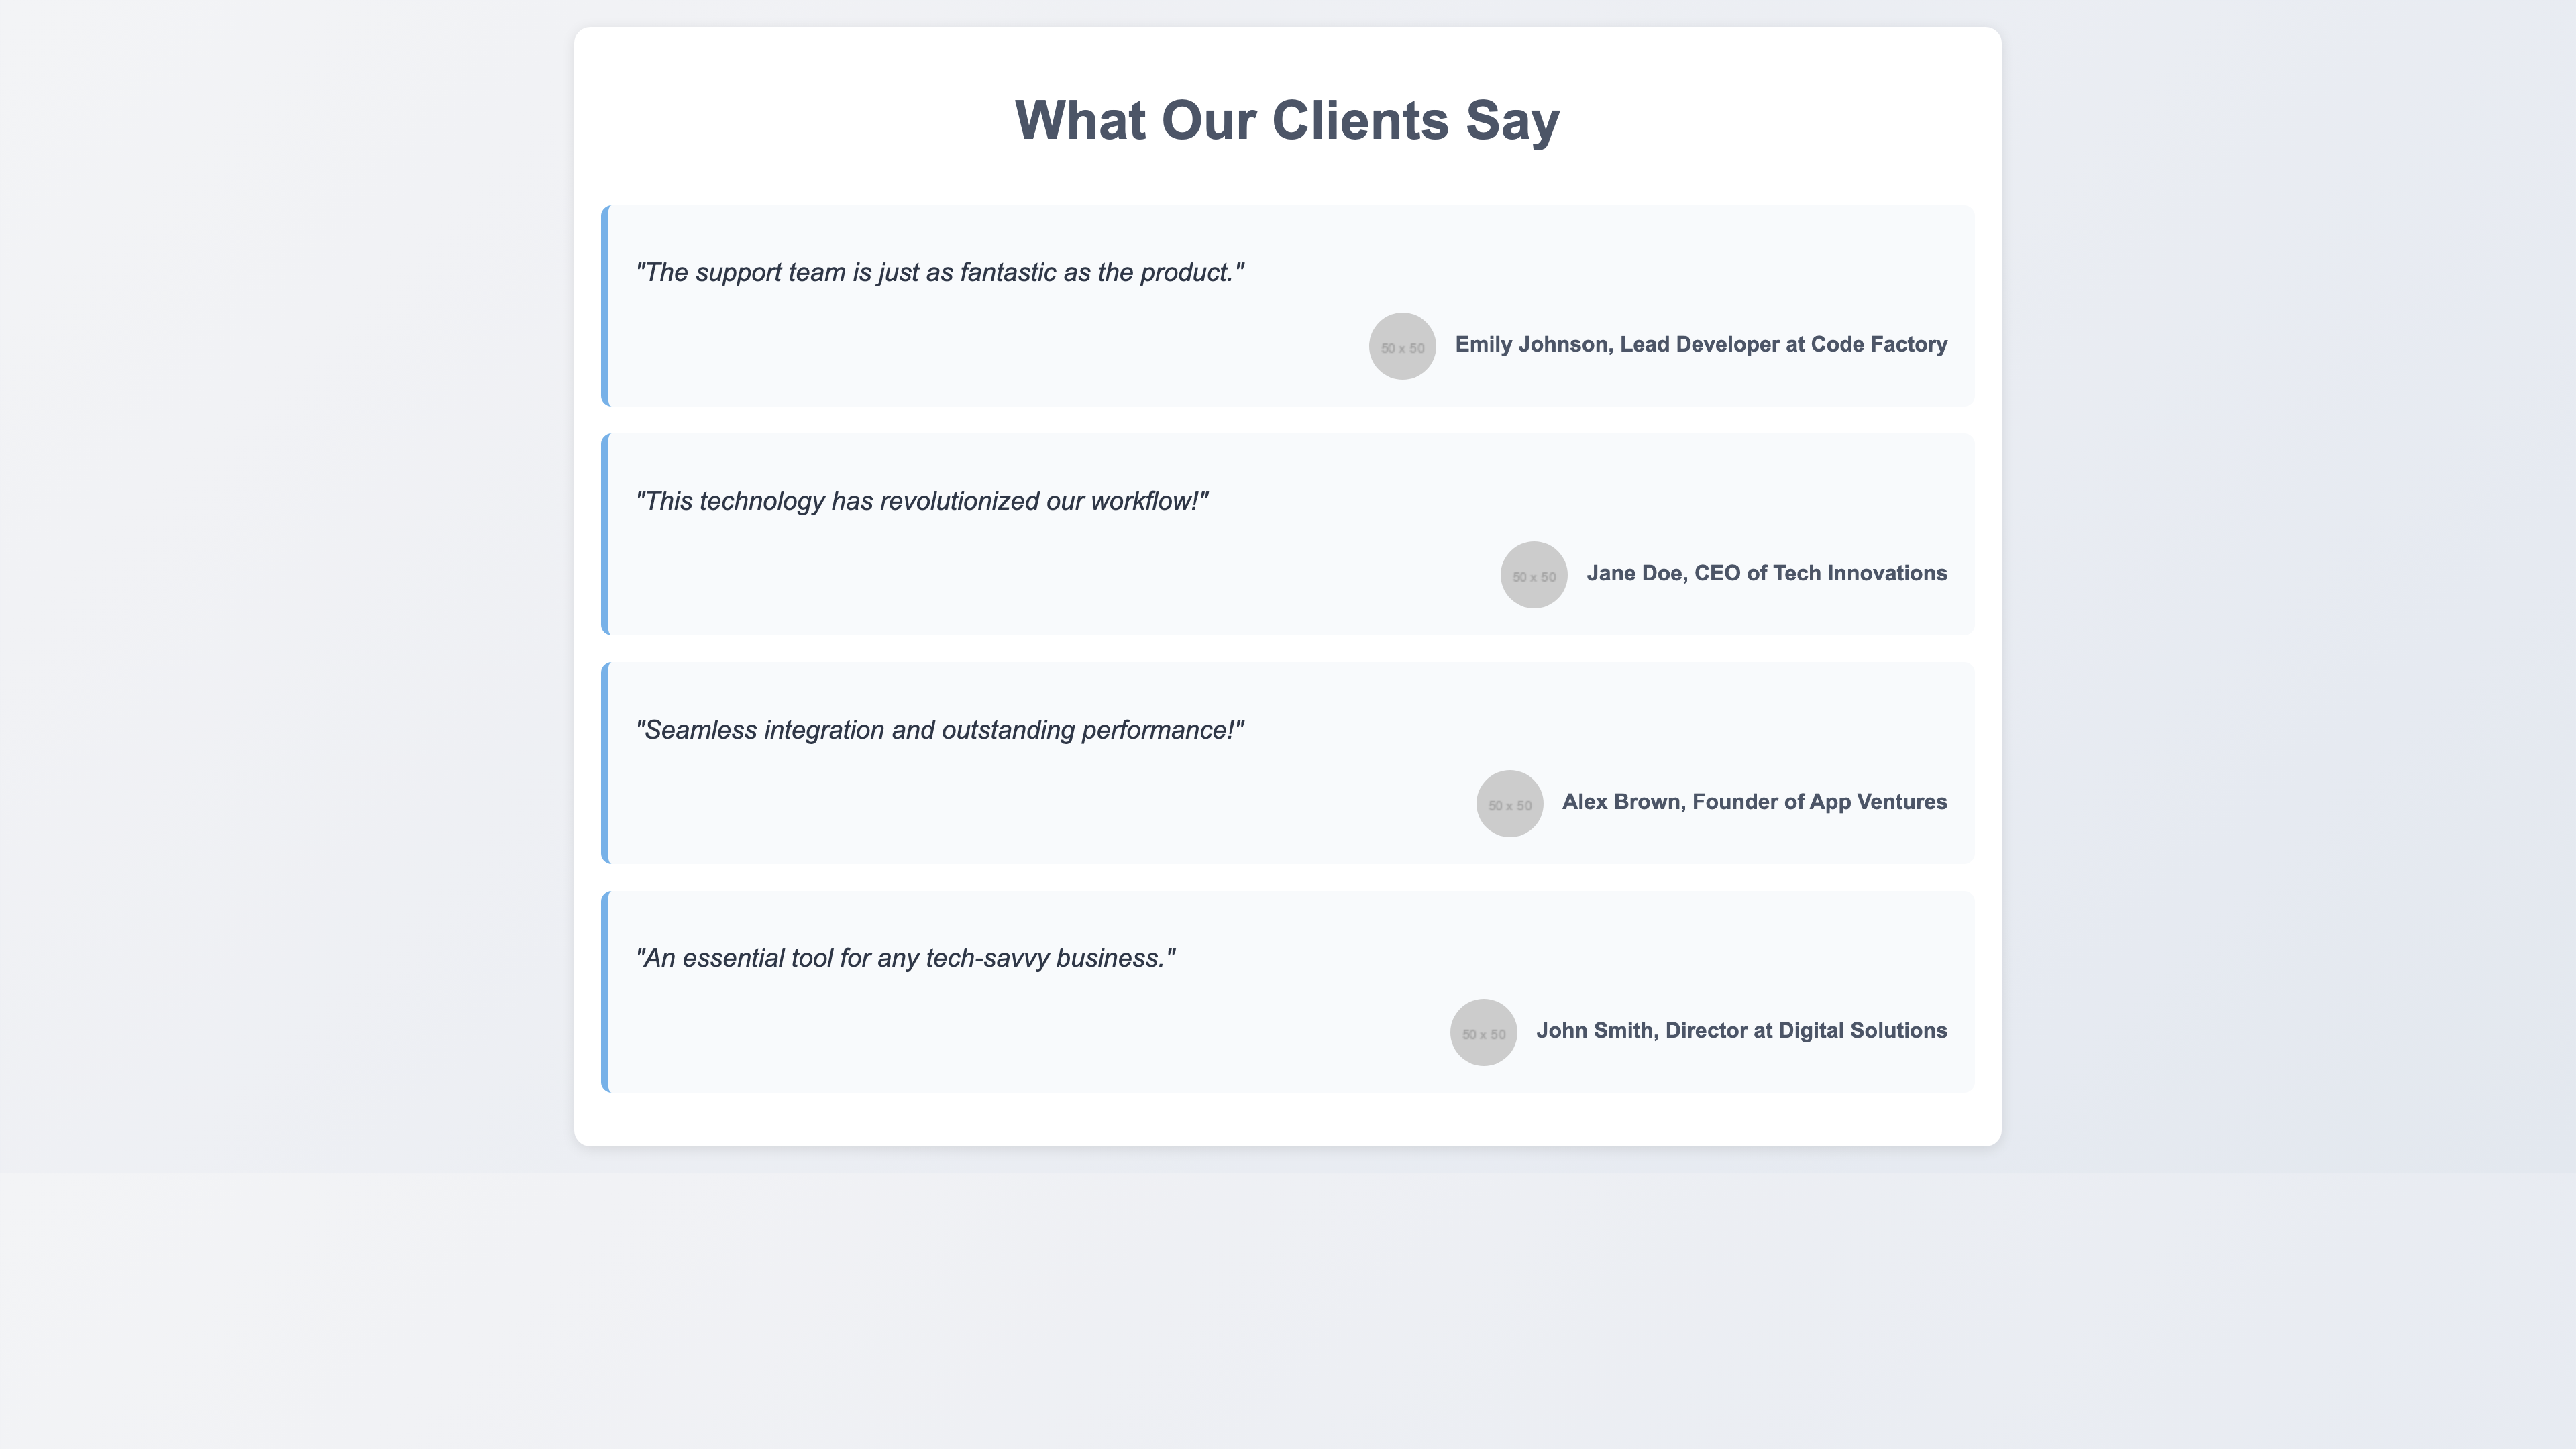 What Our Clients Say
"The support team is just as fantastic as the product."
50 x 50
Emily Johnson, Lead Developer at Code Factory
"This technology has revolutionized our workflow!"
50 x 50
Jane Doe, CEO of Tech Innovations
"Seamless integration and outstanding performance!"
50 x 50
Alex Brown, Founder of App Ventures
"An essential tool for any tech-savvy business."
50 x 50
John Smith, Director at Digital Solutions